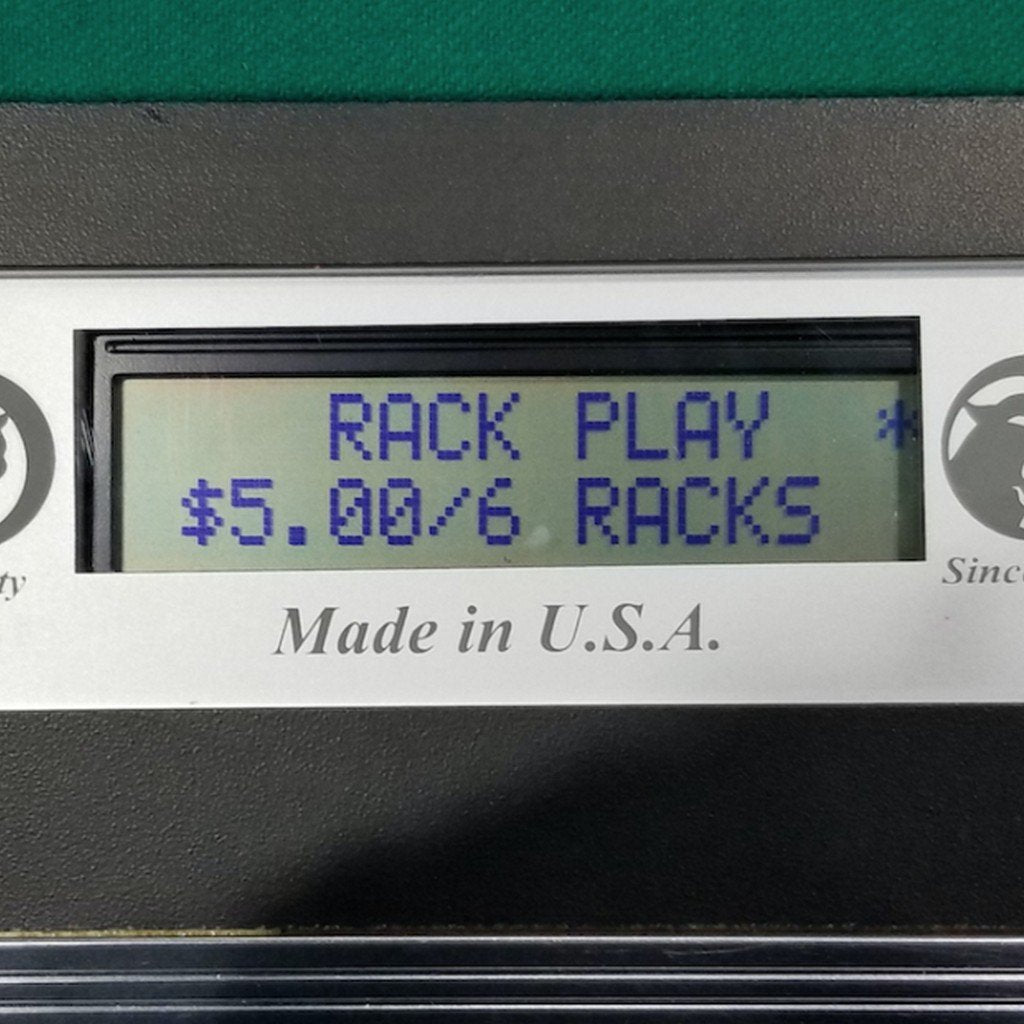 RACK PLAY *
$5.00/6 RACKS
Made in U.S.A.